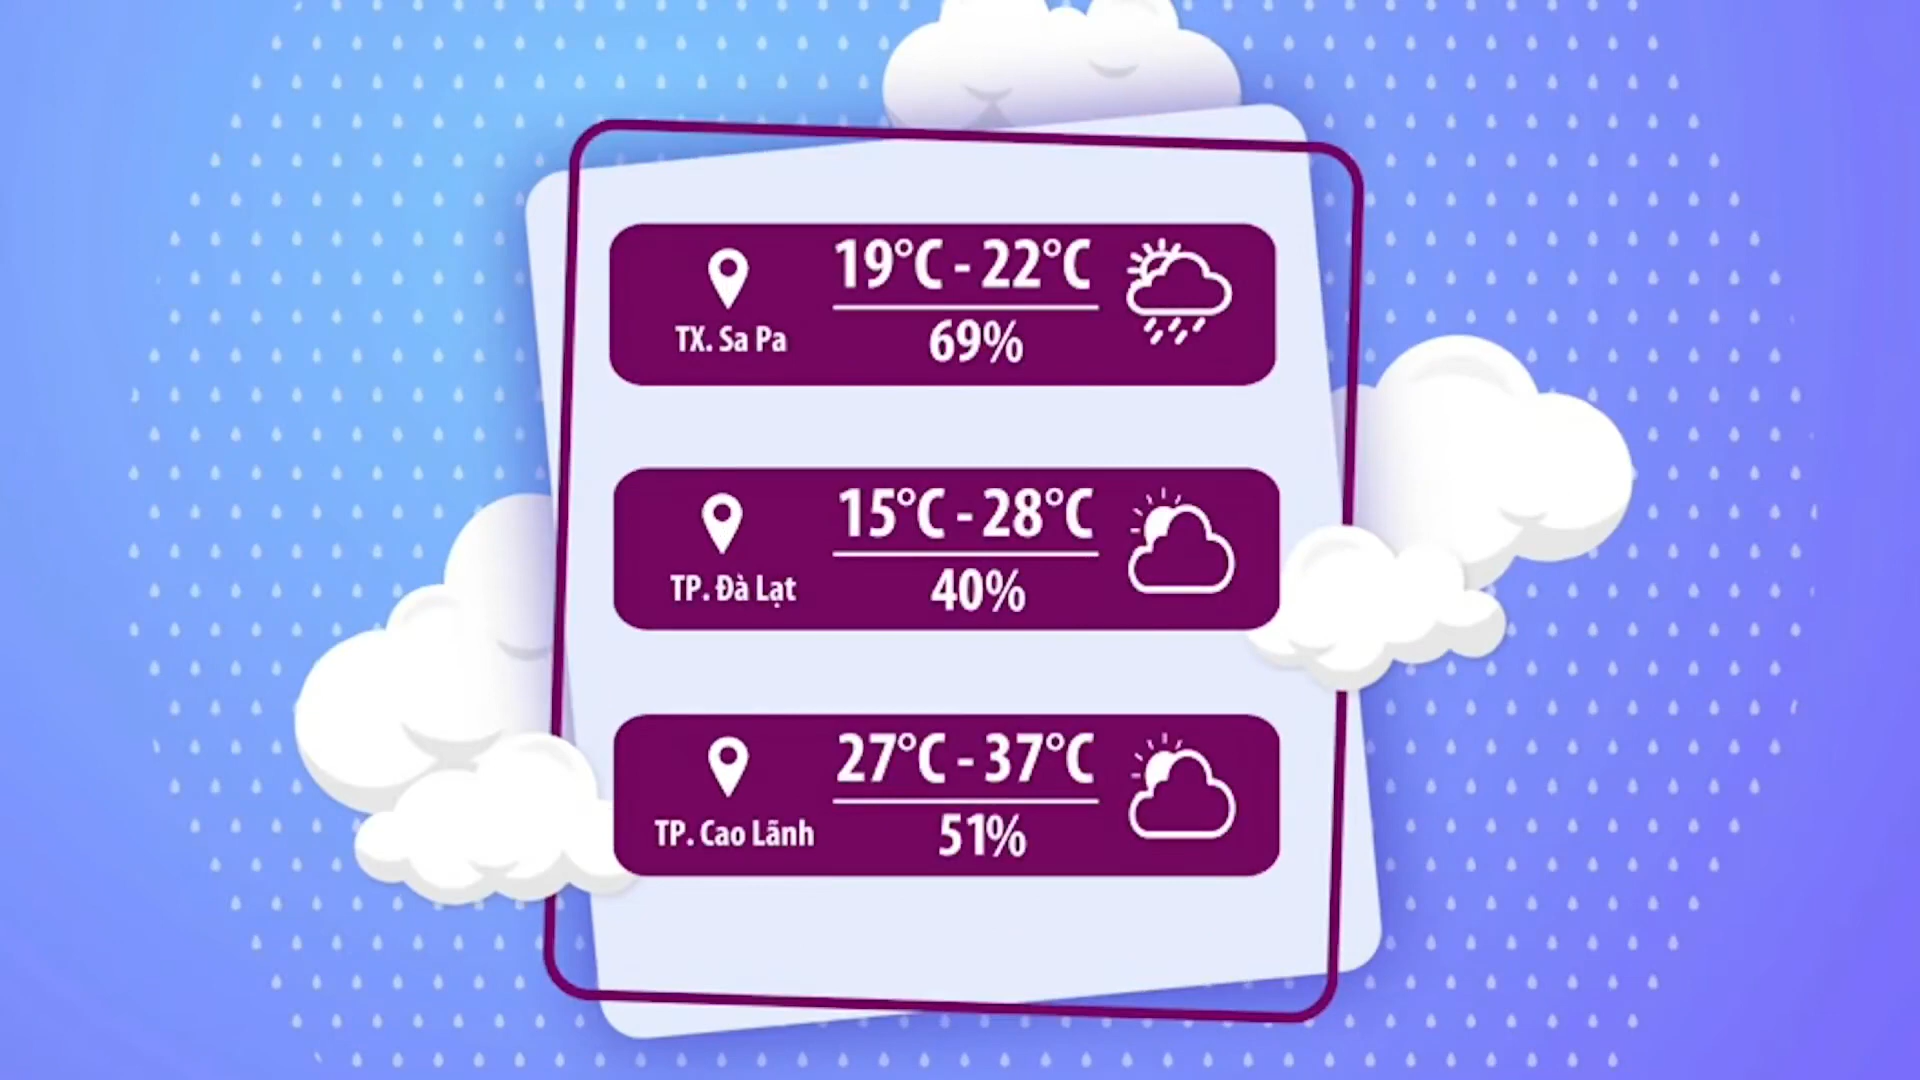 19°C - 22°C
TX. Sa Pa
69%
15°C - 28°C
TP. Đà Lạt
40%
27°C - 37°C
TP. Cao Lãnh
51%